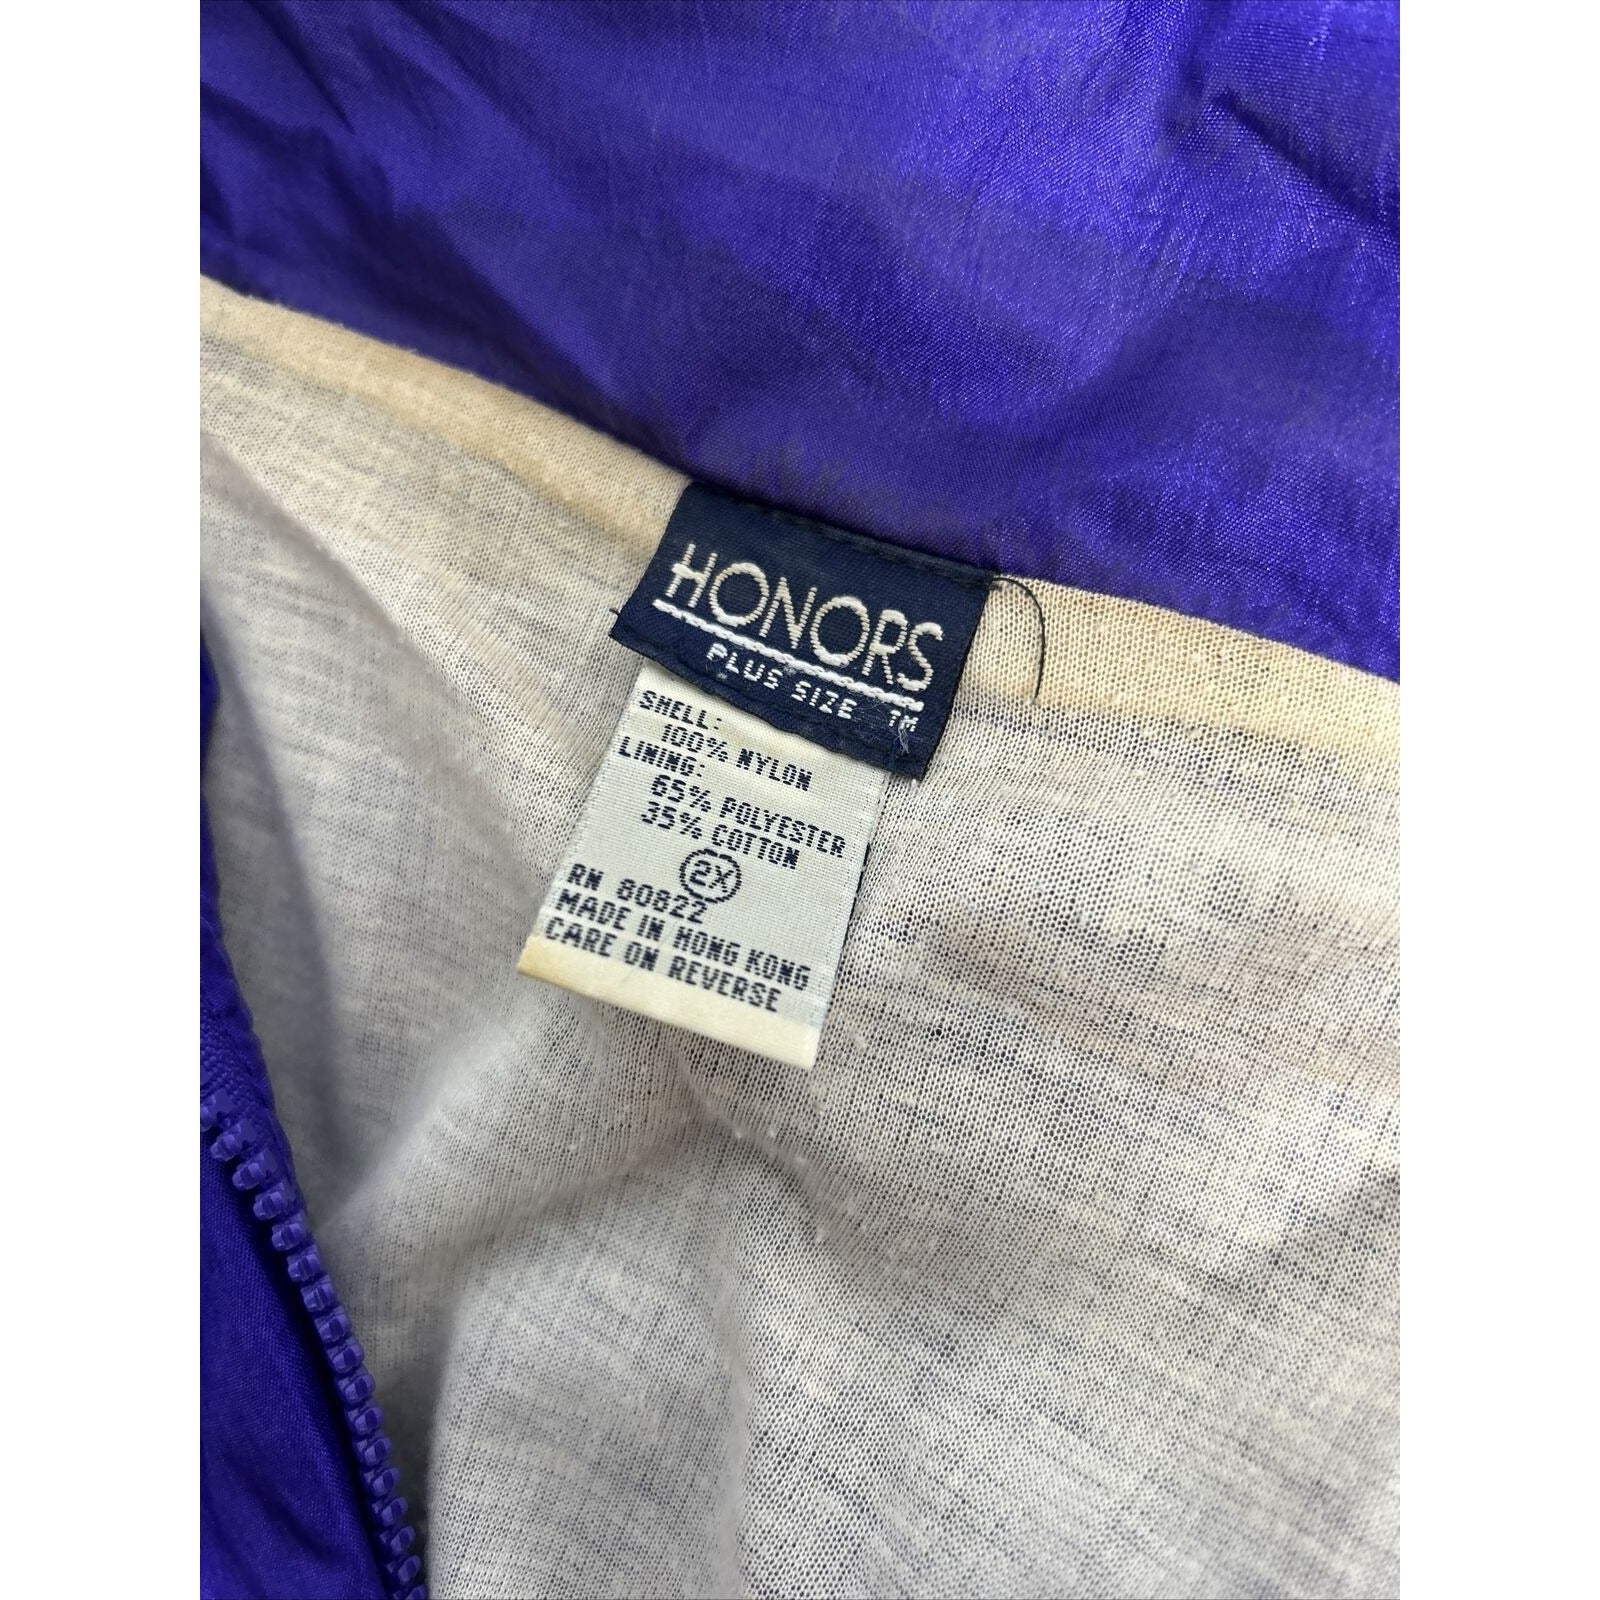 HONORS
PLUS SIZE ™
SHELL:
100% NYLON
LINING:
65% POLYESTER
35% COTTON
2X
RN 80822
MADE IN HONG KONG
CARE ON REVERSE